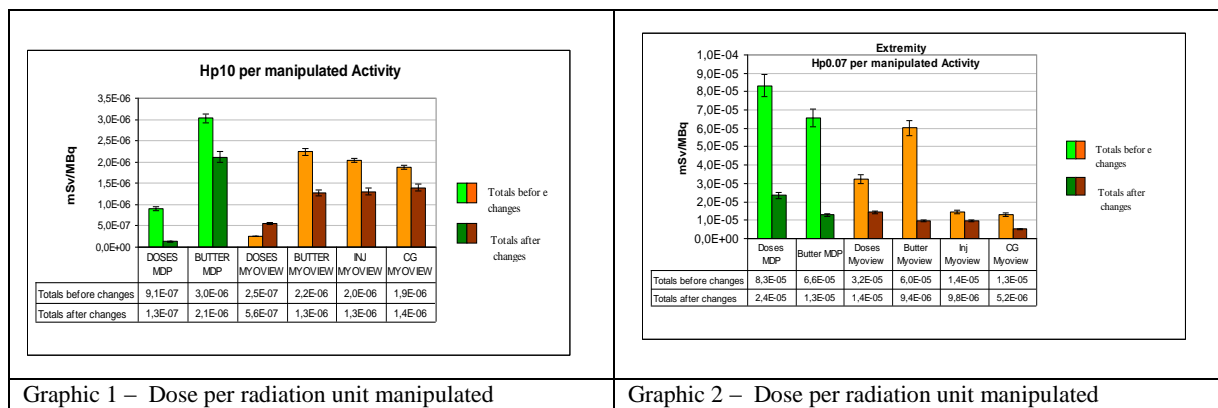 Hp10 per manipulated Activity
3,5E-06
3,0E-06
2,5E-06
2,0E-06
1,5E-06
1,0E-06
5,0E-07
0,0E+00
mSv/MBq
DOSES MDP
BUTTER MDP
DOSES MYOVIEW
BUTTER MYOVIEW
INJ MYOVIEW
CG MYOVIEW
Totals before changes 9,1E-07 3,0E-06 2,5E-07 2,2E-06 2,0E-06 1,9E-06
Totals after changes 1,3E-07 2,1E-06 5,6E-07 1,3E-06 1,3E-06 1,4E-06
Totals befor e
changes
Totals after
changes
Graphic 1 – Dose per radiation unit manipulated
Extremity
Hp0.07 per manipulated Activity
1,0E-04
9,0E-05
8,0E-05
7,0E-05
6,0E-05
5,0E-05
4,0E-05
3,0E-05
2,0E-05
1,0E-05
0,0E+00
mSv/MBq
Doses MDP
Butter MDP
Doses Myoview
Butter Myoview
Inj Myoview
CG Myoview
Totals before changes 8,3E-05 6,6E-05 3,2E-05 6,0E-05 1,4E-05 1,3E-05
Totals after changes 2,4E-05 1,3E-05 1,4E-05 9,4E-06 9,8E-06 5,2E-06
Totals befor e
changes
Totals after
changes
Graphic 2 – Dose per radiation unit manipulated